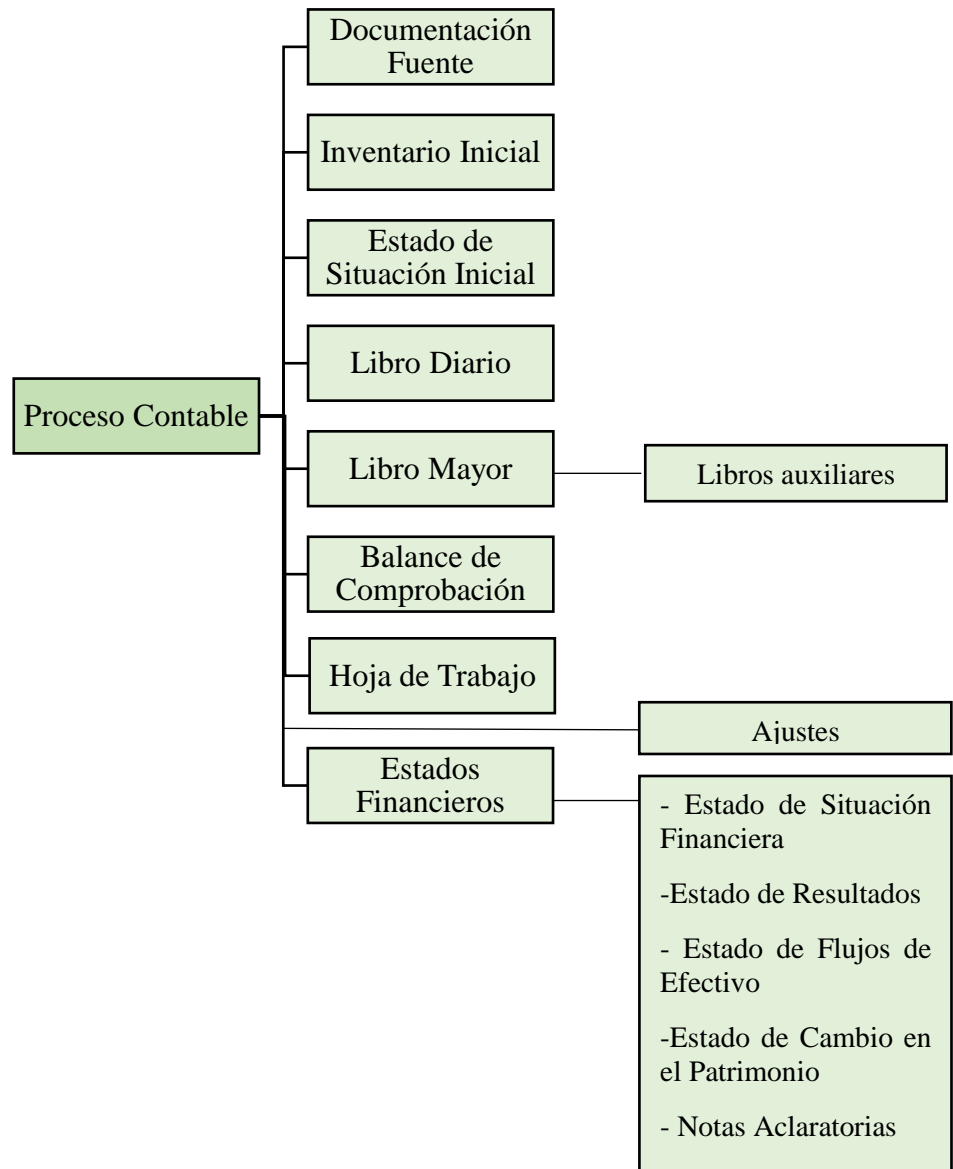 Documentación
Fuente
Inventario Inicial
Estado de
Situación Inicial
Libro Diario
Proceso Contable
Libro Mayor
Libros auxiliares
Balance de
Comprobación
Hoja de Trabajo
Ajustes
Estados
Financieros
- Estado de Situación
Financiera
-Estado de Resultados
- Estado de Flujos de
Efectivo
-Estado de Cambio en
el Patrimonio
- Notas Aclaratorias